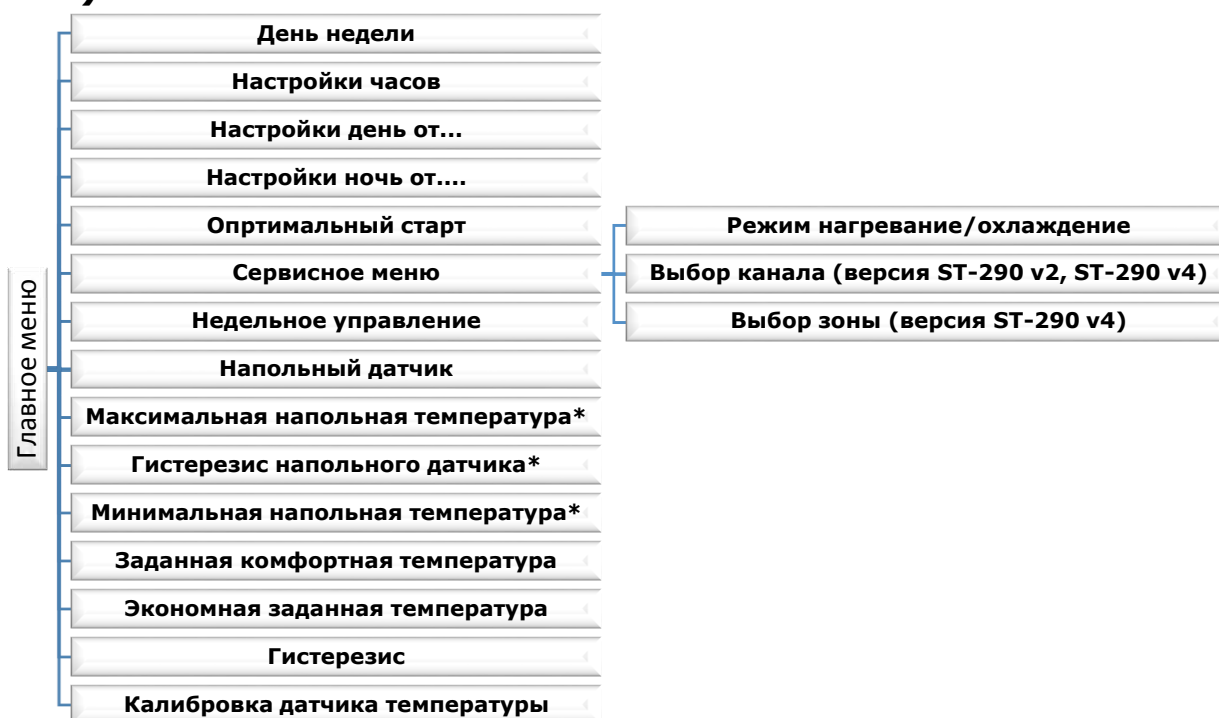 День недели
Настройки часов
Настройки день от...
Настройки ночь от....
Опртимальный старт
Сервисное меню
Недельное управление
Напольный датчик
Максимальная напольная температура*
Гистерезис напольного датчика*
Минимальная напольная температура*
Заданная комфортная температура
Экономная заданная температура
Гистерезис
Калибровка датчика температуры
Главное меню
Режим нагревание/охлаждение
Выбор канала (версия ST-290 v2, ST-290 v4)
Выбор зоны (версия ST-290 v4)